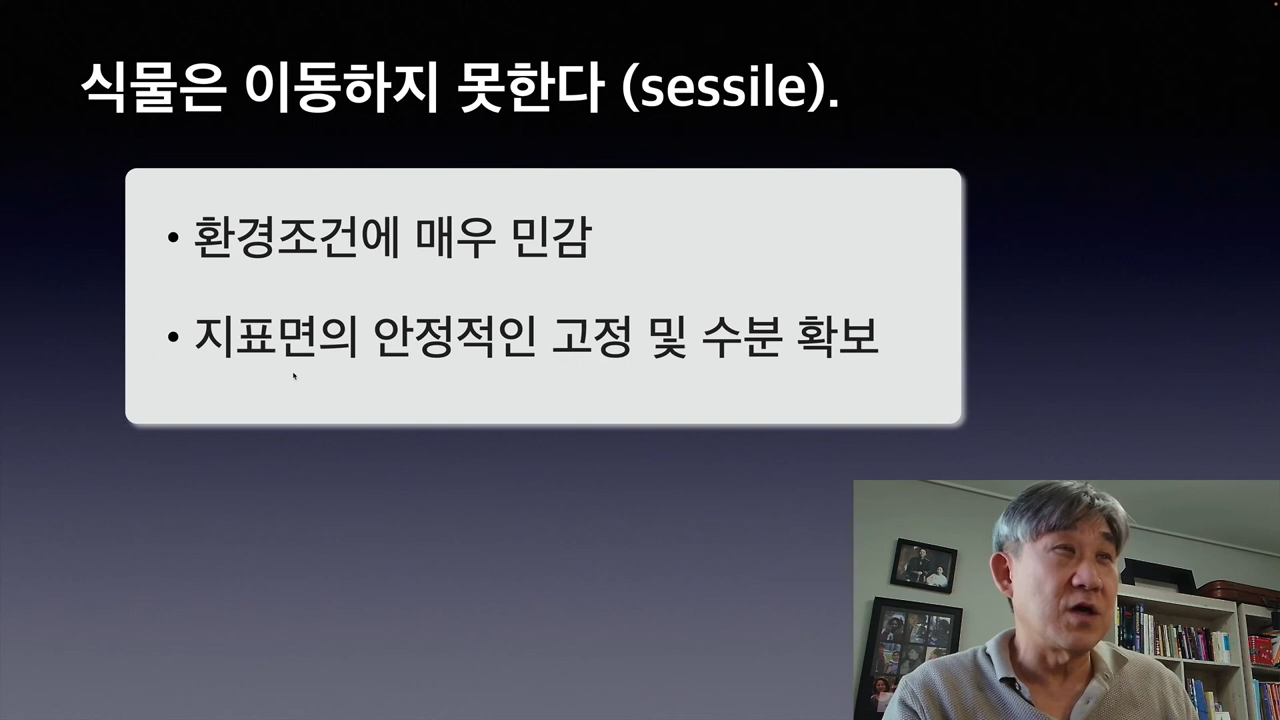 식물은 이동하지 못한다 (sessile).
• 환경조건에 매우 민감
• 지표면의 안정적인 고정 및 수분 확보